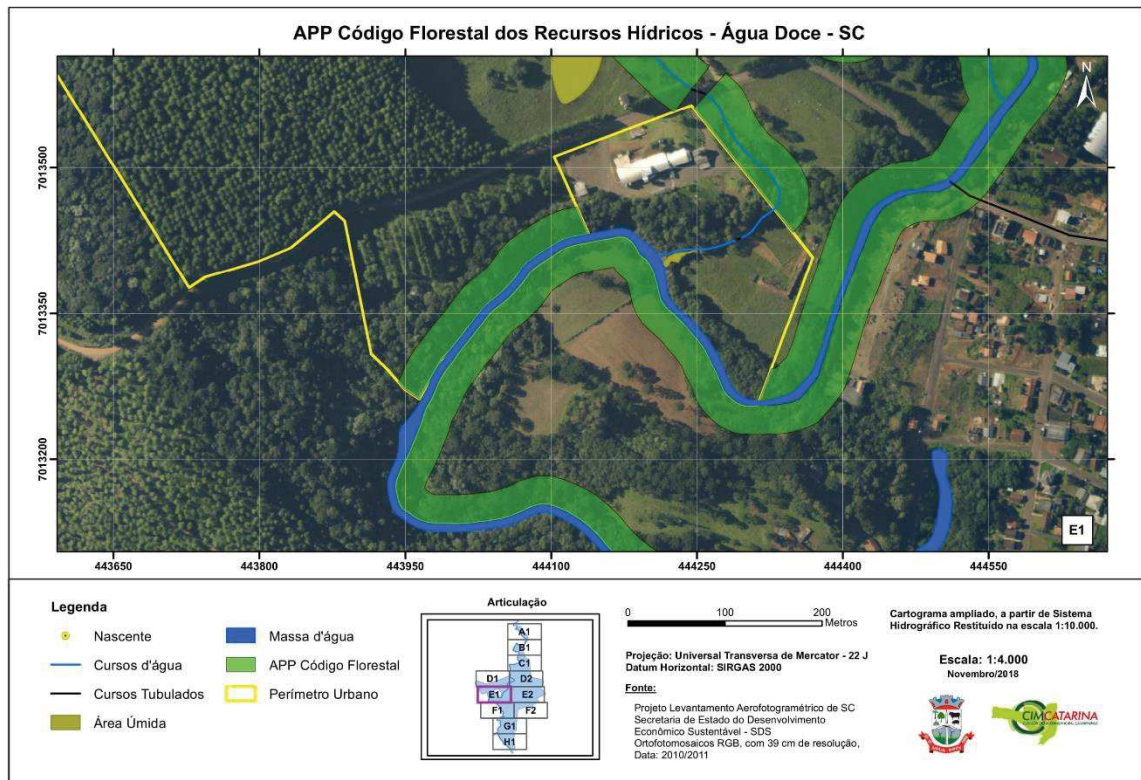 APP Código Florestal dos Recursos Hídricos - Água Doce - SC
N
7013500
7013350
7013200
E1
443650
443800
443950
444100
444250
444400
444550
Legenda
Nascente
Cursos d'água
Cursos Tubulados
Área Úmida
Massa d'água
APP Código Florestal
Perímetro Urbano
Articulação
A1
B1
C1
D1
D2
E1
E2
F1
F2
G1
H1
0 100 200
Metros
Projeção: Universal Transversa de Mercator - 22 J
Datum Horizontal: SIRGAS 2000
Fonte:
Projeto Levantamento Aerofotogramétrico de SC
Secretaria de Estado do Desenvolvimento
Econômico Sustentável - SDS
Ortofotomosaicos RGB, com 39 cm de resolução,
Data: 2010/2011
Cartograma ampliado, a partir de Sistema
Hidrográfico Restituído na escala 1:10.000.
Escala: 1:4.000
Novembro/2018
CIMCATARINA